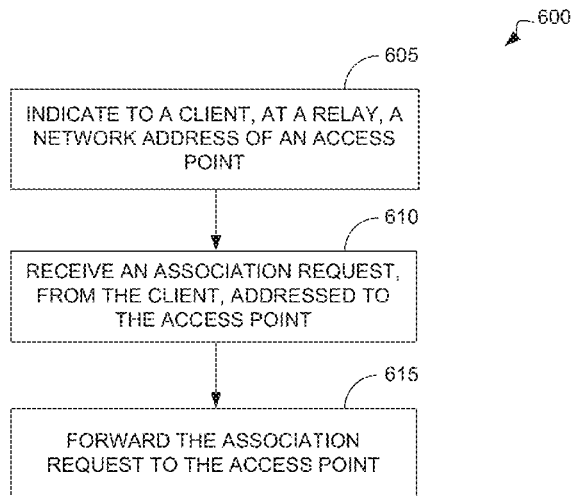 600
605
INDICATE TO A CLIENT, AT A RELAY, A
NETWORK ADDRESS OF AN ACCESS
POINT
610
RECEIVE AN ASSOCIATION REQUEST,
FROM THE CLIENT, ADDRESSED TO
THE ACCESS POINT
615
FORWARD THE ASSOCIATION
REQUEST TO THE ACCESS POINT